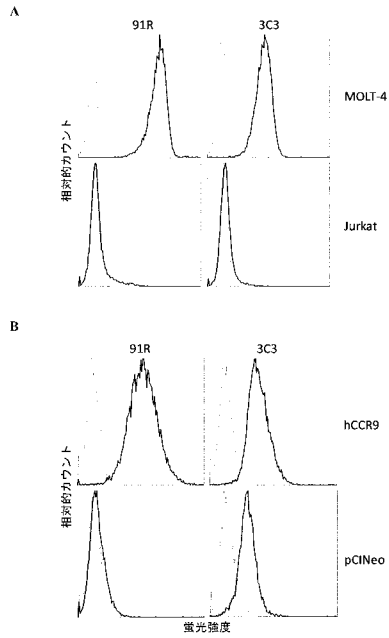 A
91R 3C3
MOLT-4
相対的カウント
Jurkat
B
91R 3C3
hCCR9
相対的カウント
pCINeo
蛍光強度